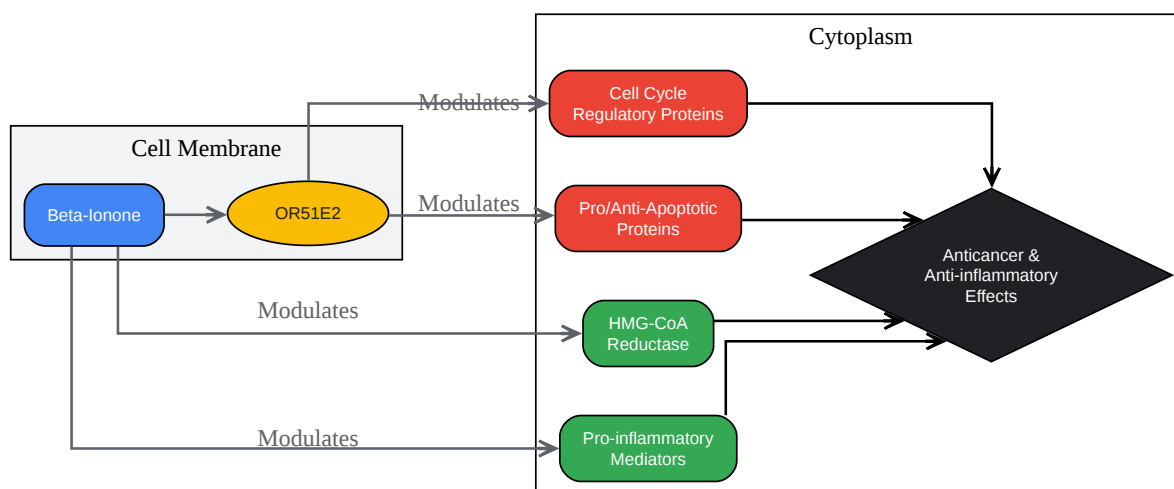 Cytoplasm
Modulates
Cell Cycle
Regulatory Proteins
Cell Membrane
Beta-Ionone
OR51E2
Modulates
Pro/Anti-Apoptotic
Proteins
Anticancer &
Anti-inflammatory
Effects
Modulates
HMG-CoA
Reductase
Modulates
Pro-inflammatory
Mediators